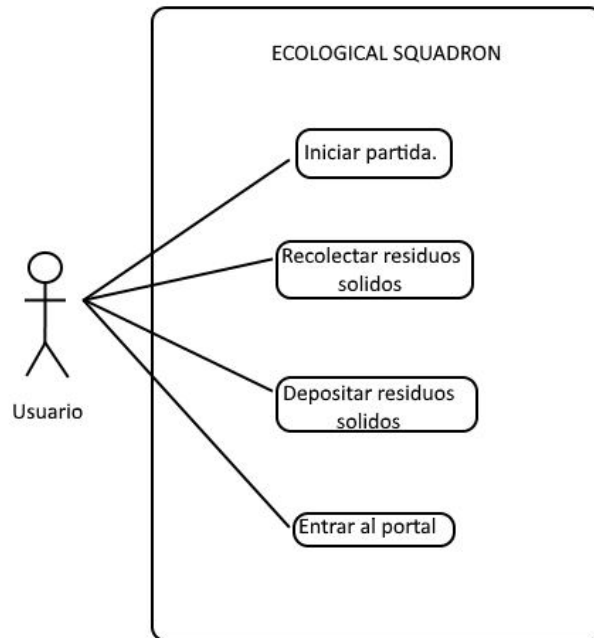 ECOLOGICAL SQUADRON
Iniciar partida.
Recolectar residuos
solidos
Depositar residuos
solidos
Entrar al portal
Usuario